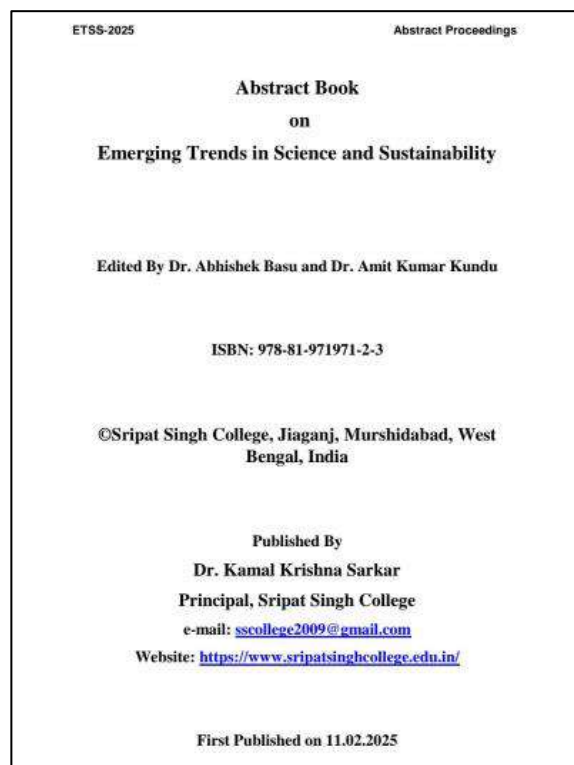 ETSS-2025 Abstract Proceedings
Abstract Book
on
Emerging Trends in Science and Sustainability
Edited By Dr. Abhishek Basu and Dr. Amit Kumar Kundu
ISBN: 978-81-971971-2-3
©Sripat Singh College, Jiaganj, Murshidabad, West
Bengal, India
Published By
Dr. Kamal Krishna Sarkar
Principal, Sripat Singh College
e-mail: sscollege2009@gmail.com
Website: https://www.sripatsinghcollege.edu.in/
First Published on 11.02.2025